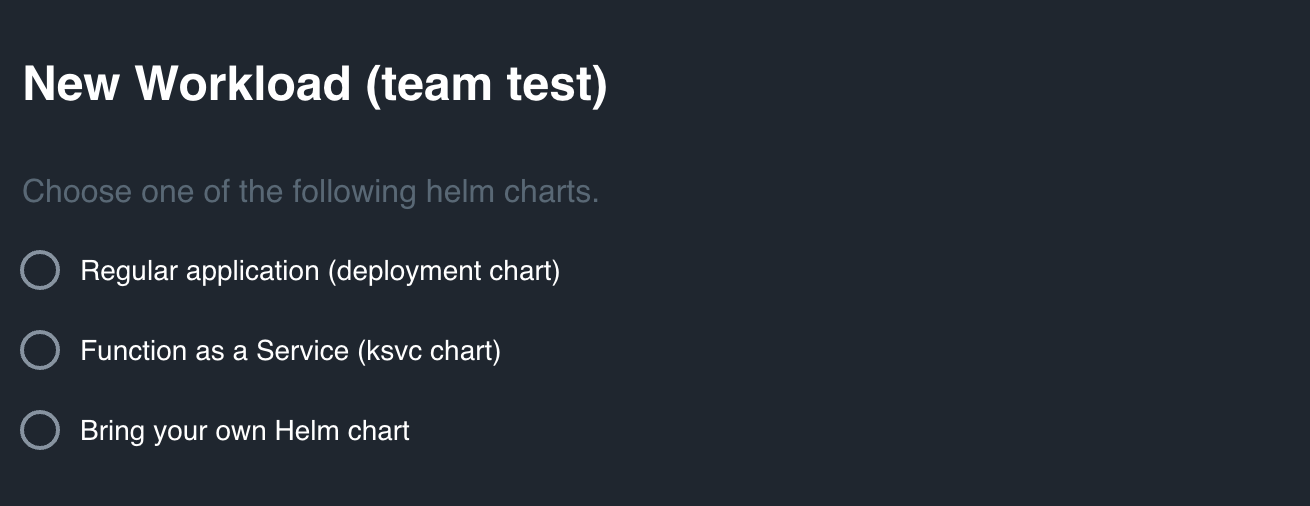 New Workload (team test)
Choose one of the following helm charts.
Regular application (deployment chart)
Function as a Service (ksvc chart)
Bring your own Helm chart